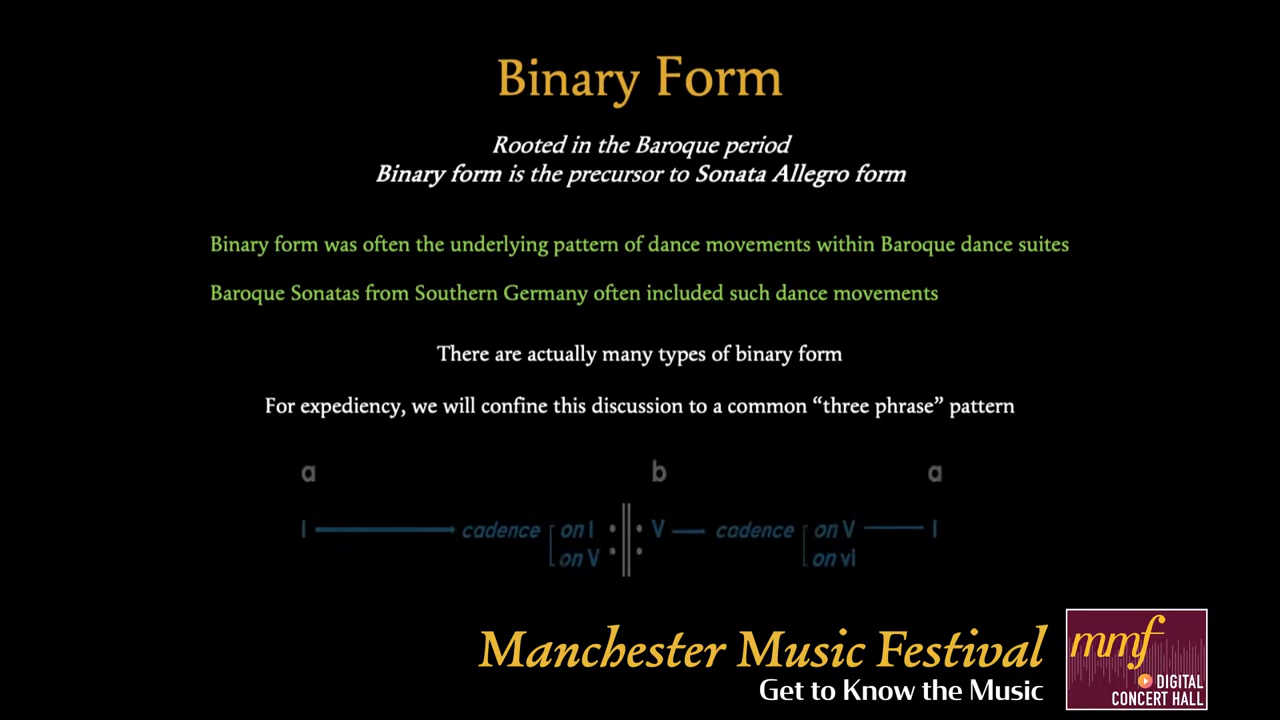 Binary Form
Rooted in the Baroque period
Binary form is the precursor to Sonata Allegro form
Binary form was often the underlying pattern of dance movements within Baroque dance suites
Baroque Sonatas from Southern Germany often included such dance movements
There are actually many types of binary form
For expediency, we will confine this discussion to a common “three phrase” pattern
a b a
I cadence on I V cadence on V I
on V on vi
Manchester Music Festival
Get to Know the Music
mmf
DIGITAL
CONCERT HALL